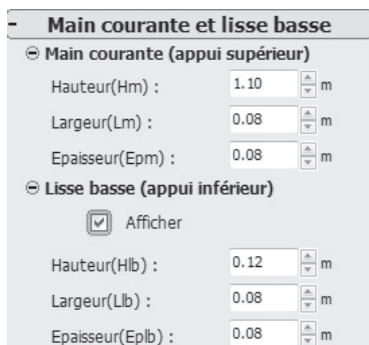 - Main courante et lisse basse
Main courante (appui supérieur)
Hauteur(Hm) : 1.10 m
Largeur(Lm) : 0.08 m
Epaisseur(Epm) : 0.08 m
Lisse basse (appui inférieur)
Afficher
Hauteur(Hlb) : 0.12 m
Largeur(Llb) : 0.08 m
Epaisseur(Eplb) : 0.08 m